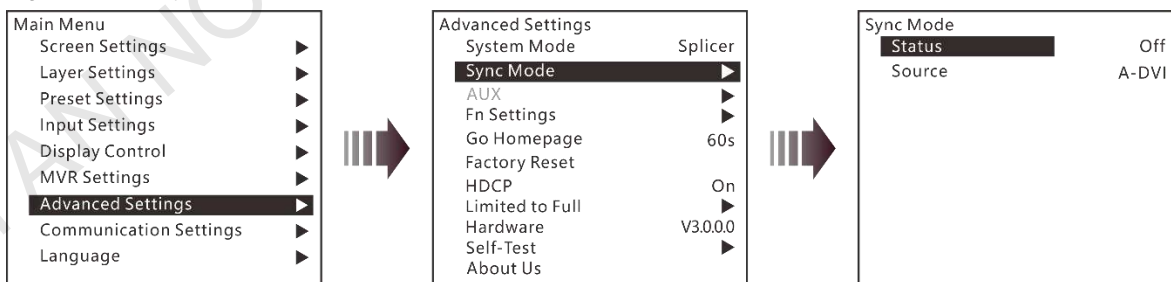 Main Menu
Screen Settings
Layer Settings
Preset Settings
Input Settings
Display Control
MVR Settings
Advanced Settings
Communication Settings
Language
Advanced Settings
System Mode Splicer
Sync Mode
AUX
Fn Settings
Go Homepage 60s
Factory Reset
HDCP On
Limited to Full
Hardware V3.0.0.0
Self-Test
About Us
Sync Mode
Status Off
Source A-DVI